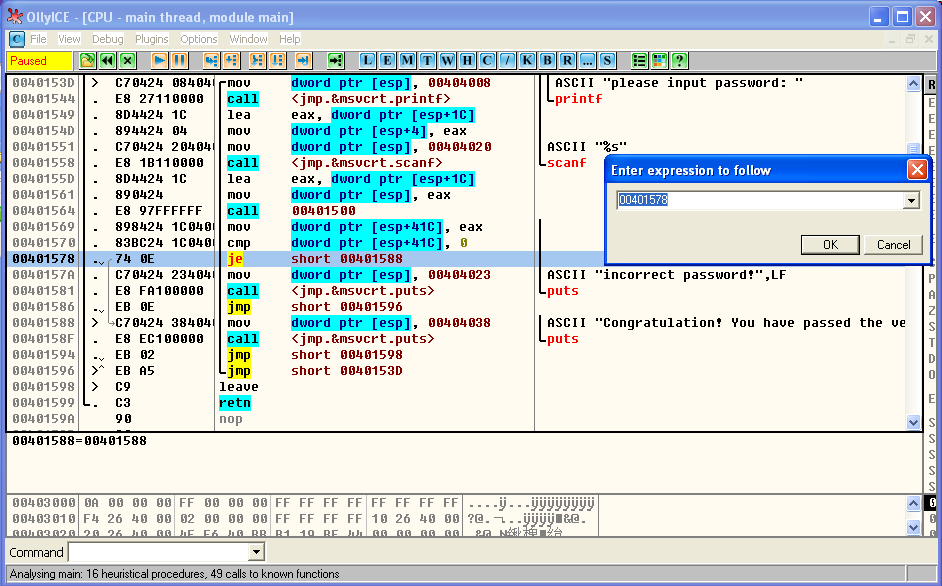 OllyICE - [CPU - main thread, module main]
C File View Debug Plugins Options Window Help
Paused L E M T W H C / K B R ... S ?
0040153D > C70424 084040 mov dword ptr [esp], 00404008 ASCII "please input password: "
00401544 . E8 27110000 call <jmp.&msvcrt.printf> printf
00401549 . 8D4424 1C lea eax, dword ptr [esp+1C]
0040154D . 894424 04 mov dword ptr [esp+4], eax
00401551 . C70424 204040 mov dword ptr [esp], 00404020 ASCII "%s"
00401558 . E8 1B110000 call <jmp.&msvcrt.scanf> scanf
0040155D . 8D4424 1C lea eax, dword ptr [esp+1C]
00401561 . 890424 mov dword ptr [esp], eax
00401564 . E8 97FFFFFF call 00401500
00401569 . 898424 1C0400 mov dword ptr [esp+41C], eax
00401570 . 83BC24 1C0400 cmp dword ptr [esp+41C], 0
00401578 . 74 0E je short 00401588
0040157A . C70424 234040 mov dword ptr [esp], 00404023 ASCII "incorrect password!",LF
00401581 . E8 FA100000 call <jmp.&msvcrt.puts> puts
00401586 . EB 0E jmp short 00401596
00401588 > C70424 384040 mov dword ptr [esp], 00404038 ASCII "Congratulation! You have passed the ve
0040158F . E8 EC100000 call <jmp.&msvcrt.puts> puts
00401594 . EB 02 jmp short 00401598
00401596 >^ EB A5 jmp short 0040153D
00401598 > C9 leave
00401599 . C3 retn
0040159A 90 nop
Enter expression to follow
00401578
OK Cancel
00401588=00401588
00403000 0A 00 00 00 FF 00 00 00 FF FF FF FF FF FF FF FF ....ÿ...ÿÿÿÿÿÿÿÿ
00403010 F4 26 40 00 02 00 00 00 FF FF FF FF 10 26 40 00
Command
Analysing main: 16 heuristical procedures, 49 calls to known functions